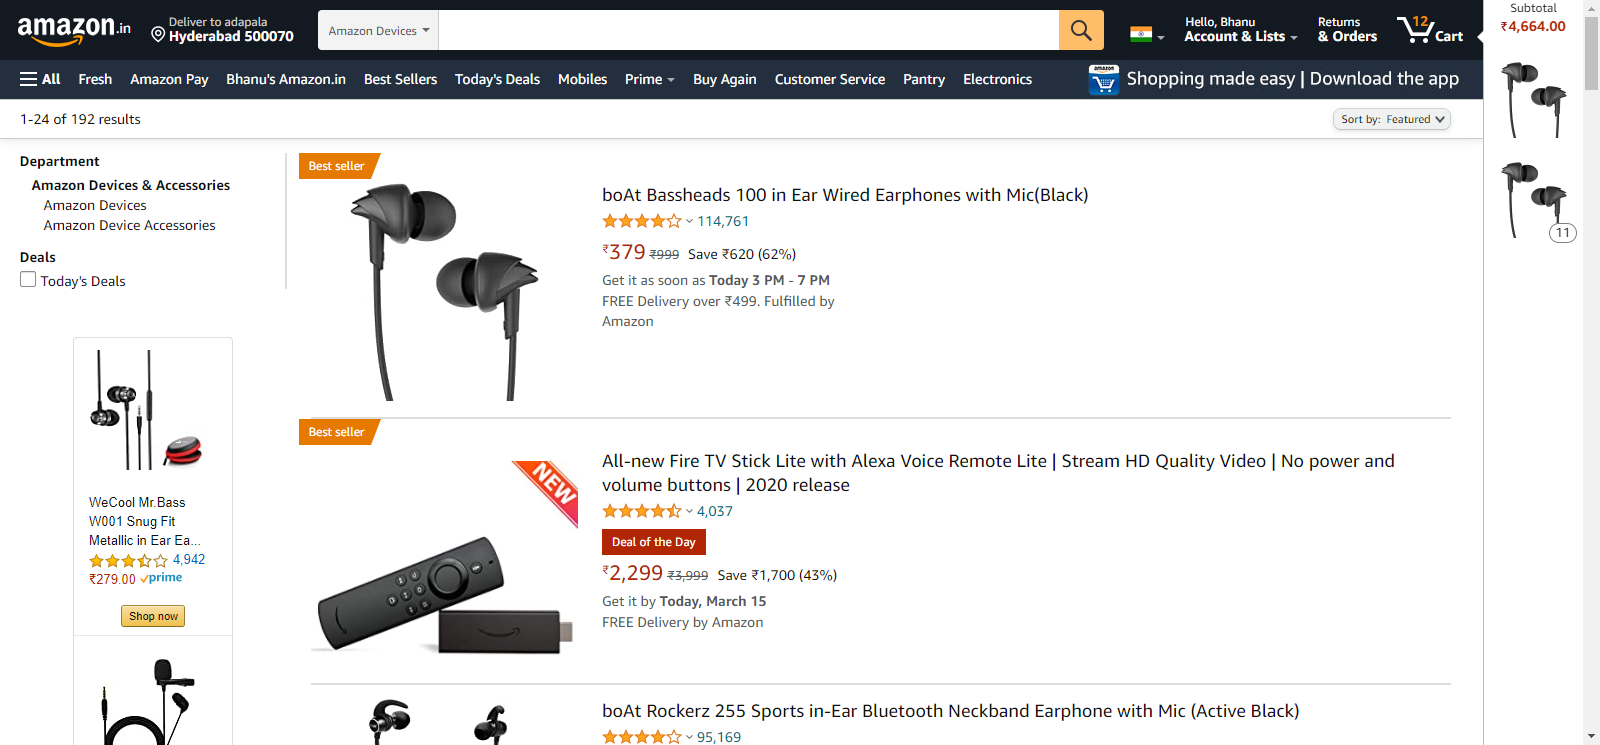 amazon.in
Deliver to adapala
Hyderabad 500070
Amazon Devices
Hello, Bhanu
Account & Lists
Returns
& Orders
12
Cart
Subtotal
₹4,664.00
All
Fresh
Amazon Pay
Bhanu's Amazon.in
Best Sellers
Today's Deals
Mobiles
Prime
Buy Again
Customer Service
Pantry
Electronics
amazon
Shopping made easy | Download the app
1-24 of 192 results
Sort by: Featured
11
Department
Amazon Devices & Accessories
Amazon Devices
Amazon Device Accessories
Deals
Today's Deals
WeCool Mr.Bass
W001 Snug Fit
Metallic in Ear Ea...
4,942
₹279.00 prime
Shop now
Best seller
boAt Bassheads 100 in Ear Wired Earphones with Mic(Black)
114,761
₹379 ₹999 Save ₹620 (62%)
Get it as soon as Today 3 PM - 7 PM
FREE Delivery over ₹499. Fulfilled by
Amazon
Best seller
NEW
All-new Fire TV Stick Lite with Alexa Voice Remote Lite | Stream HD Quality Video | No power and
volume buttons | 2020 release
4,037
Deal of the Day
₹2,299 ₹3,999 Save ₹1,700 (43%)
Get it by Today, March 15
FREE Delivery by Amazon
boAt Rockerz 255 Sports in-Ear Bluetooth Neckband Earphone with Mic (Active Black)
95,169